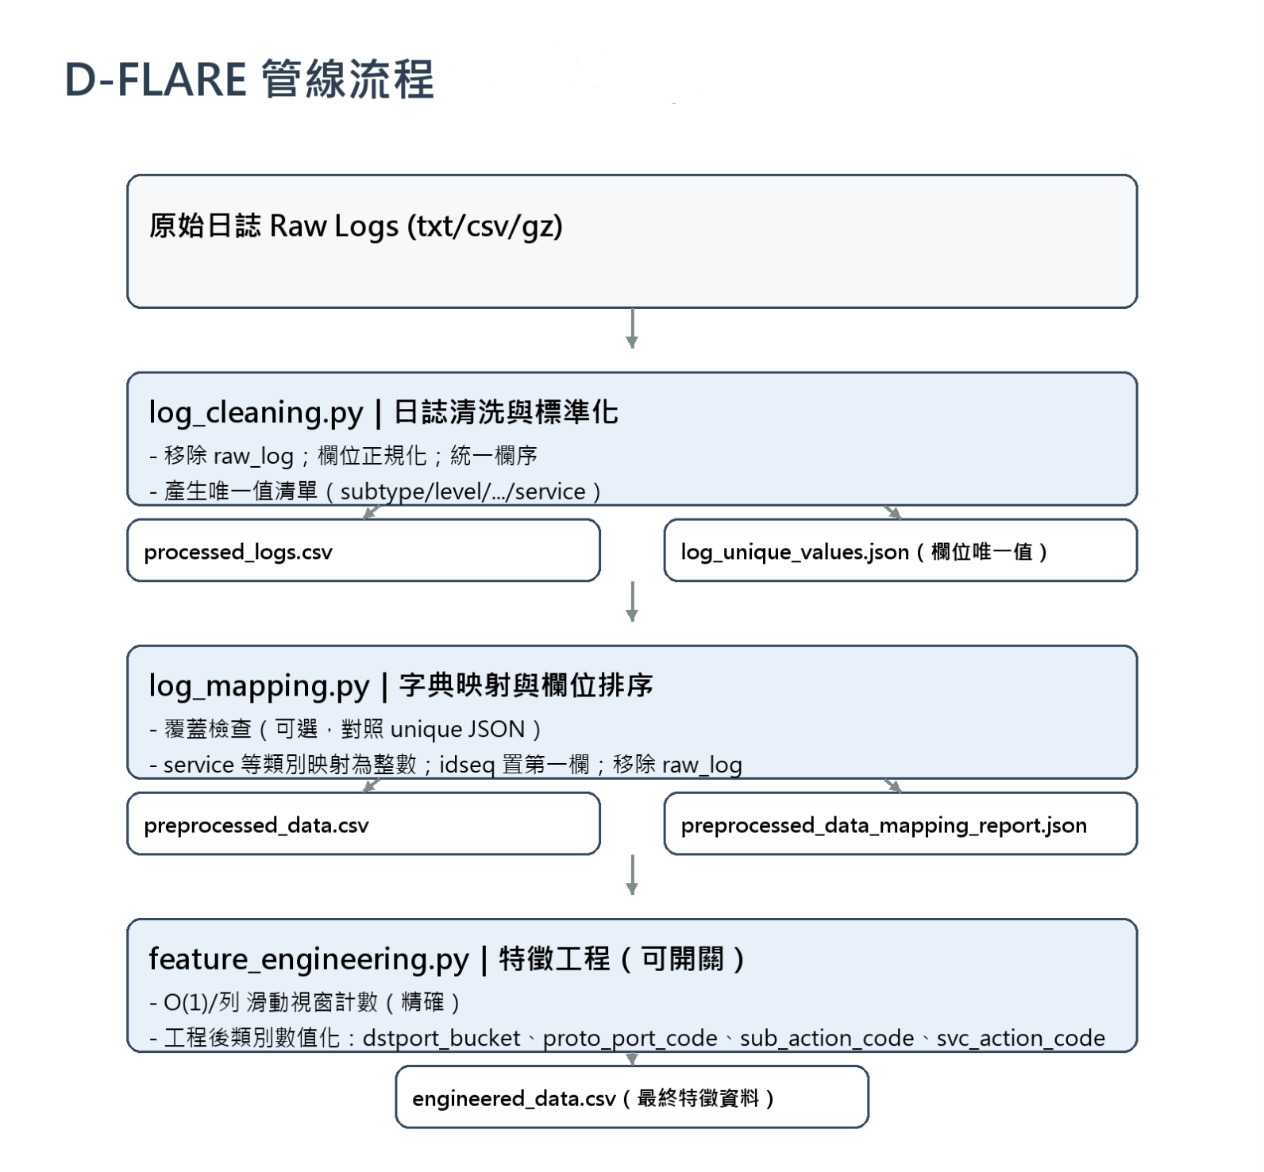 D-FLARE 管線流程
原始日誌 Raw Logs (txt/csv/gz)
log_cleaning.py | 日誌清洗與標準化
- 移除 raw_log；欄位正規化；統一欄序
- 產生唯一值清單（subtype/level/.../service）
processed_logs.csv
log_unique_values.json（欄位唯一值）
log_mapping.py | 字典映射與欄位排序
- 覆蓋檢查（可選，對照 unique JSON）
- service 等類別映射為整數；idseq 置第一欄；移除 raw_log
preprocessed_data.csv
preprocessed_data_mapping_report.json
feature_engineering.py | 特徵工程（可開關）
- O(1)/列 滑動視窗計數（精確）
- 工程後類別數值化：dstport_bucket、proto_port_code、sub_action_code、svc_action_code
engineered_data.csv（最終特徵資料）